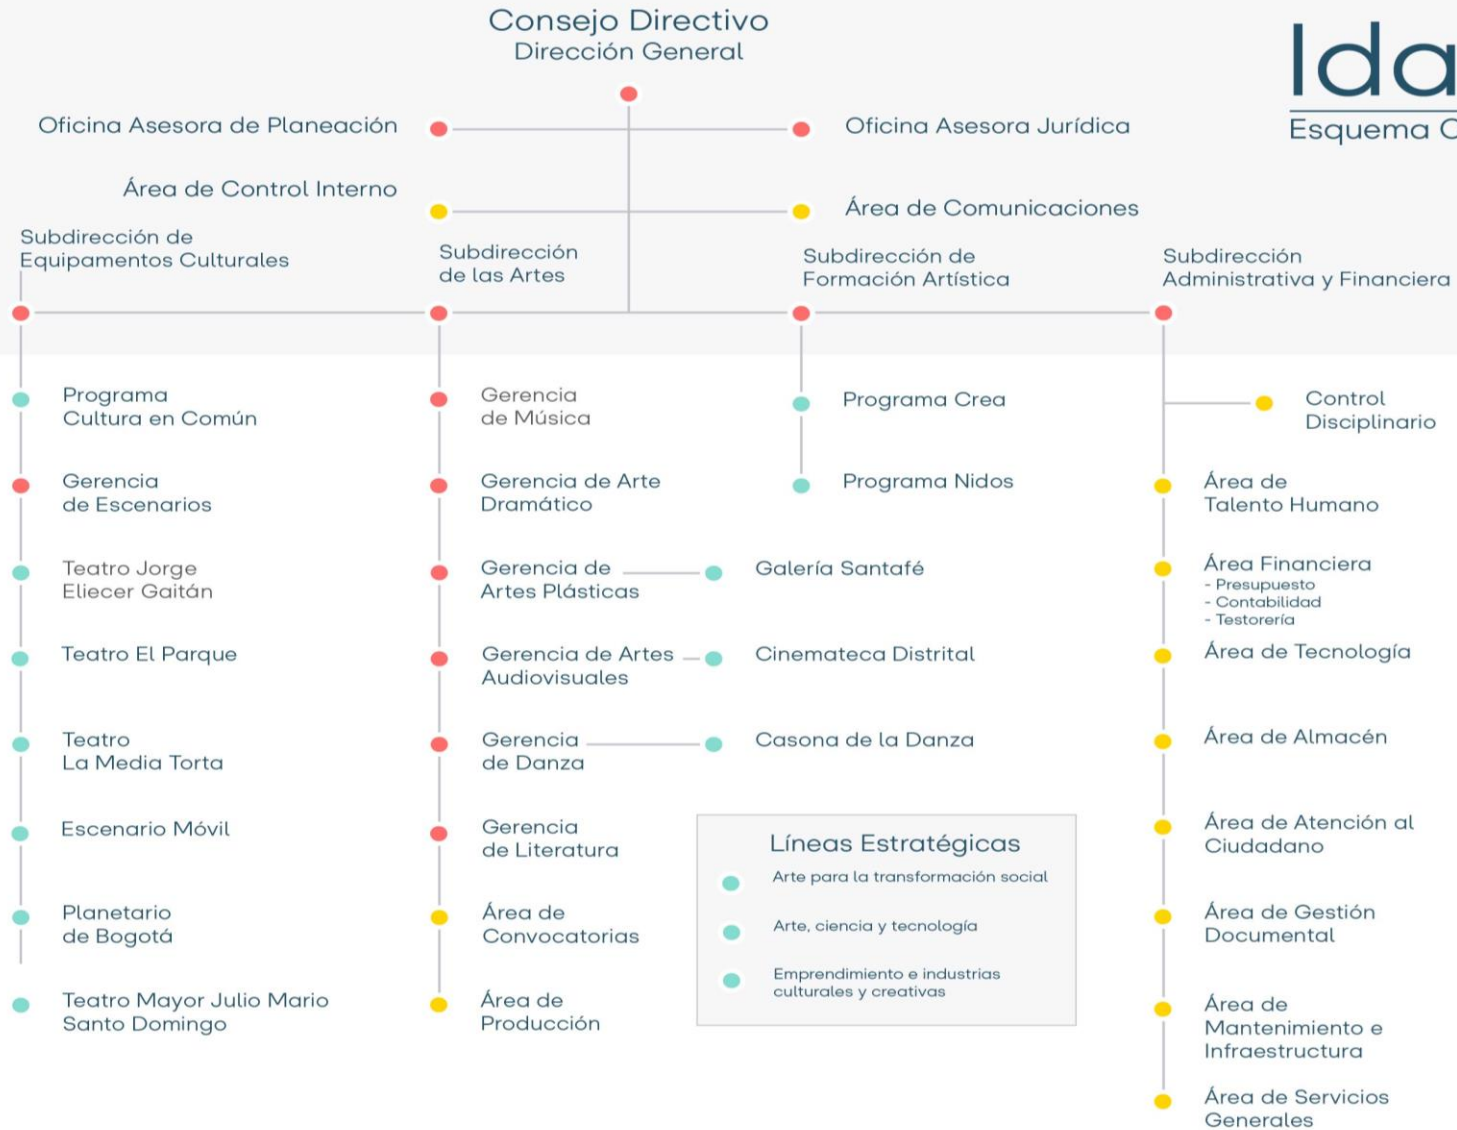 Consejo Directivo
Dirección General
Ida
Esquema
Oficina Asesora de Planeación
Oficina Asesora Jurídica
Área de Control Interno
Área de Comunicaciones
Subdirección de
Equipamentos Culturales
Subdirección
de las Artes
Subdirección de
Formación Artística
Subdirección
Administrativa y Financiera
Programa
Cultura en Común
Gerencia
de Escenarios
Teatro Jorge
Eliecer Gaitán
Teatro El Parque
Teatro
La Media Torta
Escenario Móvil
Planetario
de Bogotá
Teatro Mayor Julio Mario
Santo Domingo
Gerencia
de Música
Gerencia de Arte
Dramático
Gerencia de
Artes Plásticas
Galería Santafé
Gerencia de Artes
Audiovisuales
Cinemateca Distrital
Gerencia
de Danza
Casona de la Danza
Gerencia
de Literatura
Área de
Convocatorias
Área de
Producción
Programa Crea
Programa Nidos
Líneas Estratégicas
Arte para la transformación social
Arte, ciencia y tecnología
Emprendimiento e industrias
culturales y creativas
Control
Disciplinario
Área de
Talento Humano
Área Financiera
- Presupuesto
- Contabilidad
- Testorería
Área de Tecnología
Área de Almacén
Área de Atención al
Ciudadano
Área de Gestión
Documental
Área de
Mantenimiento e
Infraestructura
Área de Servicios
Generales